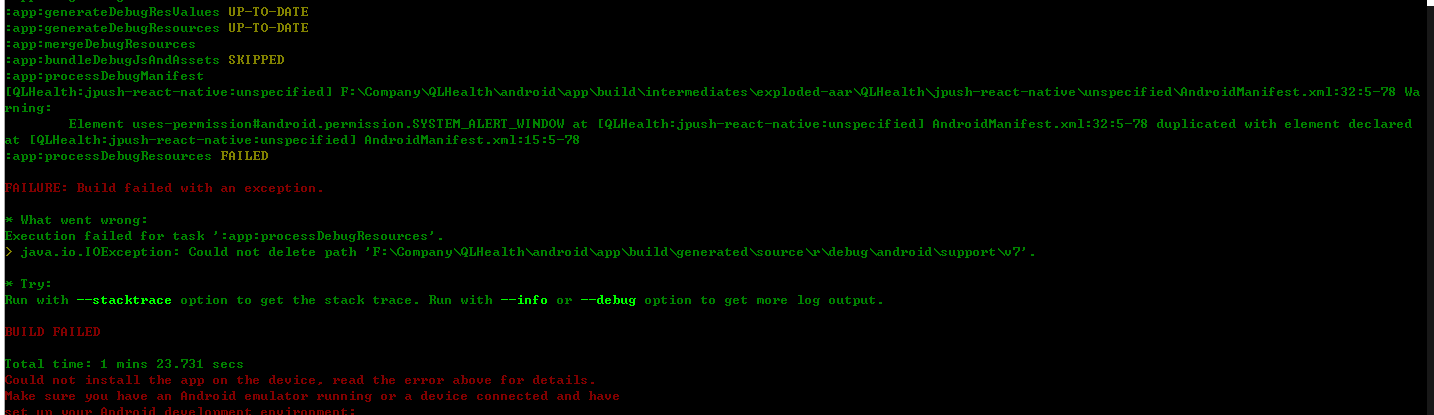 :app:generateDebugResValues UP-TO-DATE
:app:generateDebugResources UP-TO-DATE
:app:mergeDebugResources
:app:bundleDebugJsAndAssets SKIPPED
:app:processDebugManifest
[QLHealth:jpush-react-native:unspecified] F:\Company\QLHealth\android\app\build\intermediates\exploded-aar\QLHealth\jpush-react-native\unspecified\AndroidManifest.xml:32:5-78 Wa
rning:
        Element uses-permission#android.permission.SYSTEM_ALERT_WINDOW at [QLHealth:jpush-react-native:unspecified] AndroidManifest.xml:32:5-78 duplicated with element declared
at [QLHealth:jpush-react-native:unspecified] AndroidManifest.xml:15:5-78
:app:processDebugResources FAILED
FAILURE: Build failed with an exception.
* What went wrong:
Execution failed for task ':app:processDebugResources'.
> java.io.IOException: Could not delete path 'F:\Company\QLHealth\android\app\build\generated\source\r\debug\android\support\v7'.
* Try:
Run with --stacktrace option to get the stack trace. Run with --info or --debug option to get more log output.
BUILD FAILED
Total time: 1 mins 23.731 secs
Could not install the app on the device, read the error above for details.
Make sure you have an Android emulator running or a device connected and have
set up your Android development environment: